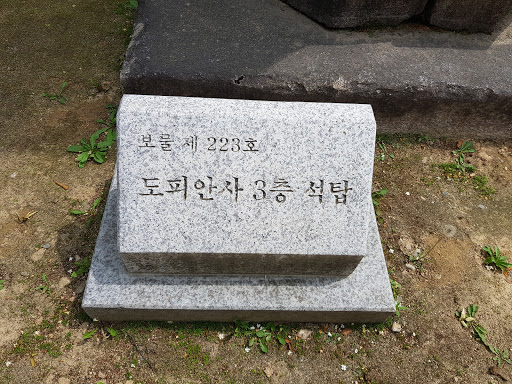 보물 제 223호
도피안사 3층 석탑